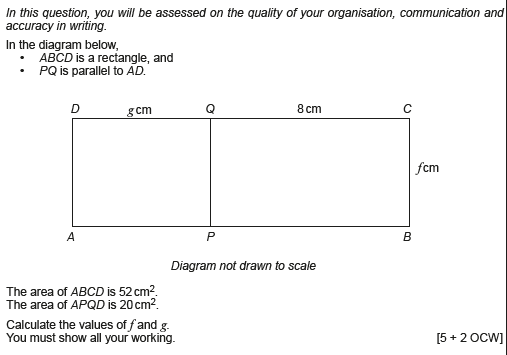 In this question, you will be assessed on the quality of your organisation, communication and
accuracy in writing.
In the diagram below,
• ABCD is a rectangle, and
• PQ is parallel to AD.
D g cm Q 8 cm C
f cm
A P B
Diagram not drawn to scale
The area of ABCD is 52 cm².
The area of APQD is 20 cm².
Calculate the values of f and g.
You must show all your working. [5 + 2 OCW]